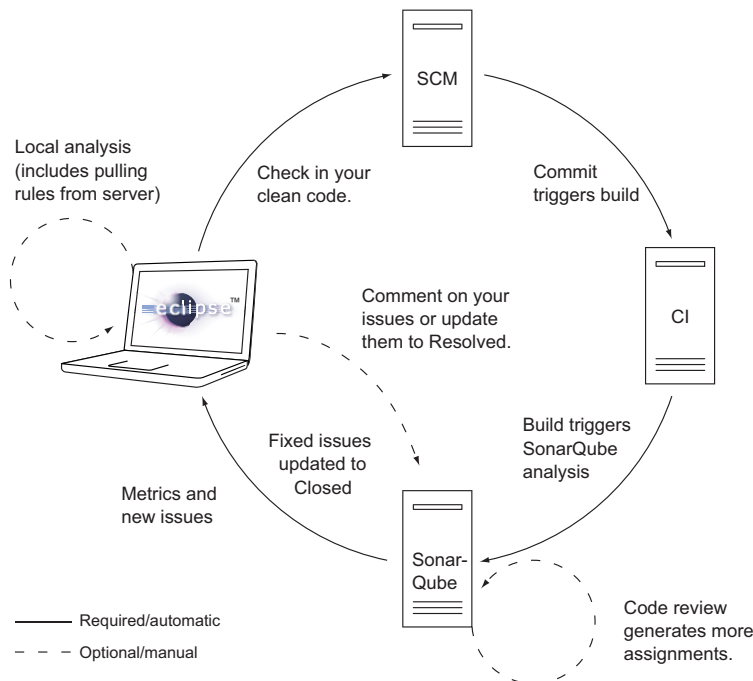 SCM
Local analysis
(includes pulling
rules from server)
Check in your
clean code.
Commit
triggers build
eclipse™
Comment on your
issues or update
them to Resolved.
CI
Build triggers
SonarQube
analysis
Fixed issues
updated to
Closed
Metrics and
new issues
Sonar-
Qube
Code review
generates more
assignments.
Required/automatic
Optional/manual